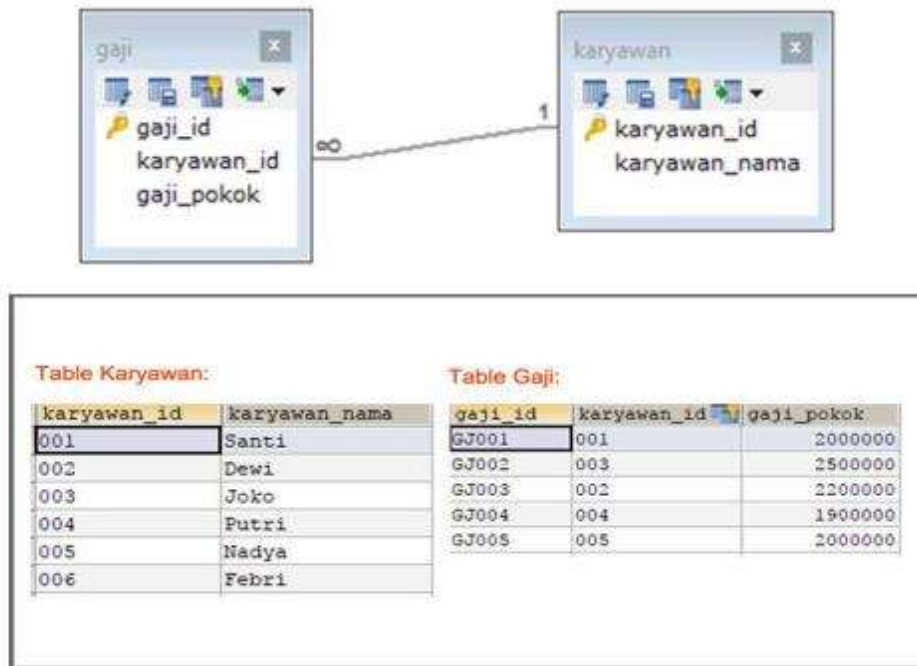 gaji
gaji_id
karyawan_id
gaji_pokok
∞
1
karyawan
karyawan_id
karyawan_nama
Table Karyawan:
karyawan_id karyawan_nama
001 Santi
002 Dewi
003 Joko
004 Putri
005 Nadya
006 Febri
Table Gaji:
gaji_id karyawan_id gaji_pokok
GJ001 001 2000000
GJ002 003 2500000
GJ003 002 2200000
GJ004 004 1900000
GJ005 005 2000000